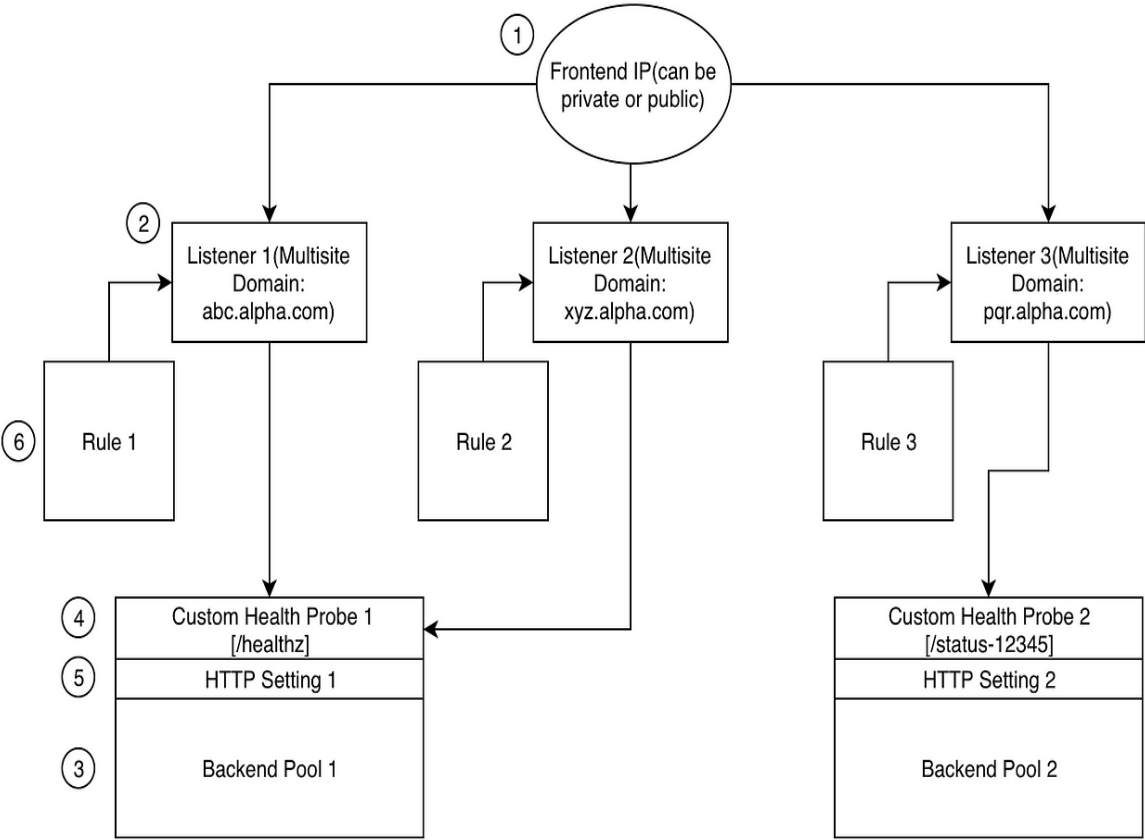 1
Frontend IP(can be
private or public)
2
Listener 1(Multisite
Domain:
abc.alpha.com)
Listener 2(Multisite
Domain:
xyz.alpha.com)
Listener 3(Multisite
Domain:
pqr.alpha.com)
6
Rule 1
Rule 2
Rule 3
4
Custom Health Probe 1
[/healthz]
5
HTTP Setting 1
3
Backend Pool 1
Custom Health Probe 2
[/status-12345]
HTTP Setting 2
Backend Pool 2